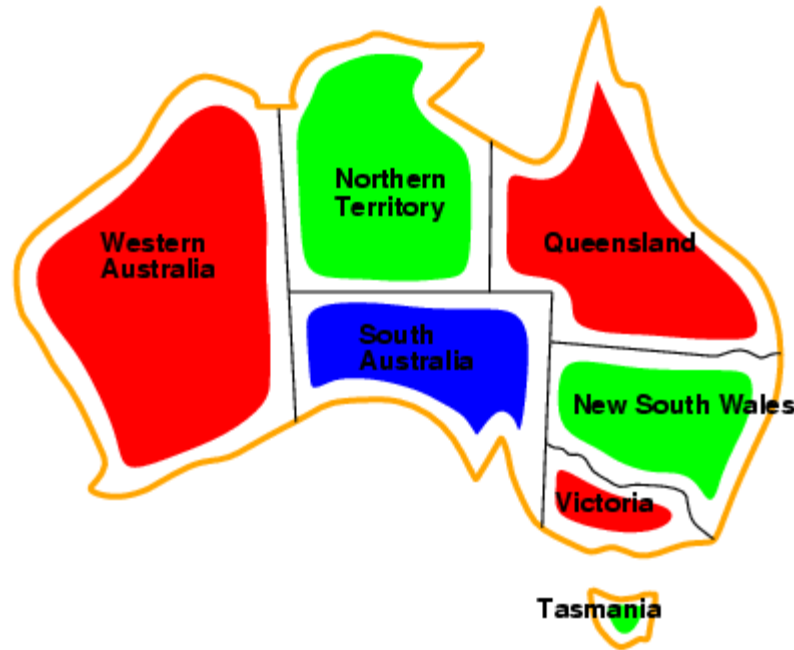 Northern
Territory
Western
Australia
Queensland
South
Australia
New South Wales
Victoria
Tasmania